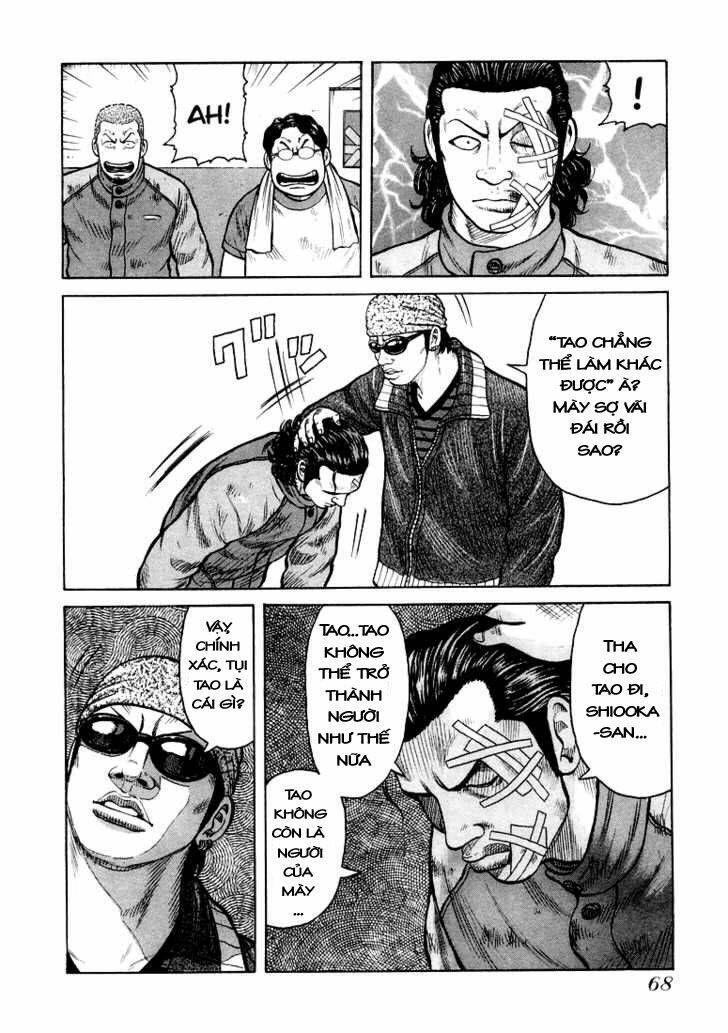 !
AH!
“TAO CHẲNG
THỂ LÀM KHÁC
ĐƯỢC” À?
MÀY SỢ VÃI
ĐÁI RỒI
SAO?
グッ
THA
CHO
TAO ĐI,
SHIOOKA
-SAN...
TAO...TAO
KHÔNG
THỂ TRỞ
THÀNH
NGƯỜI
NHƯ THẾ
NỮA
TAO
KHÔNG
CÒN LÀ
NGƯỜI
CỦA
MÀY
...
VẬY,
CHÍNH
XÁC, TỤI
TAO LÀ
CÁI GÌ?
68